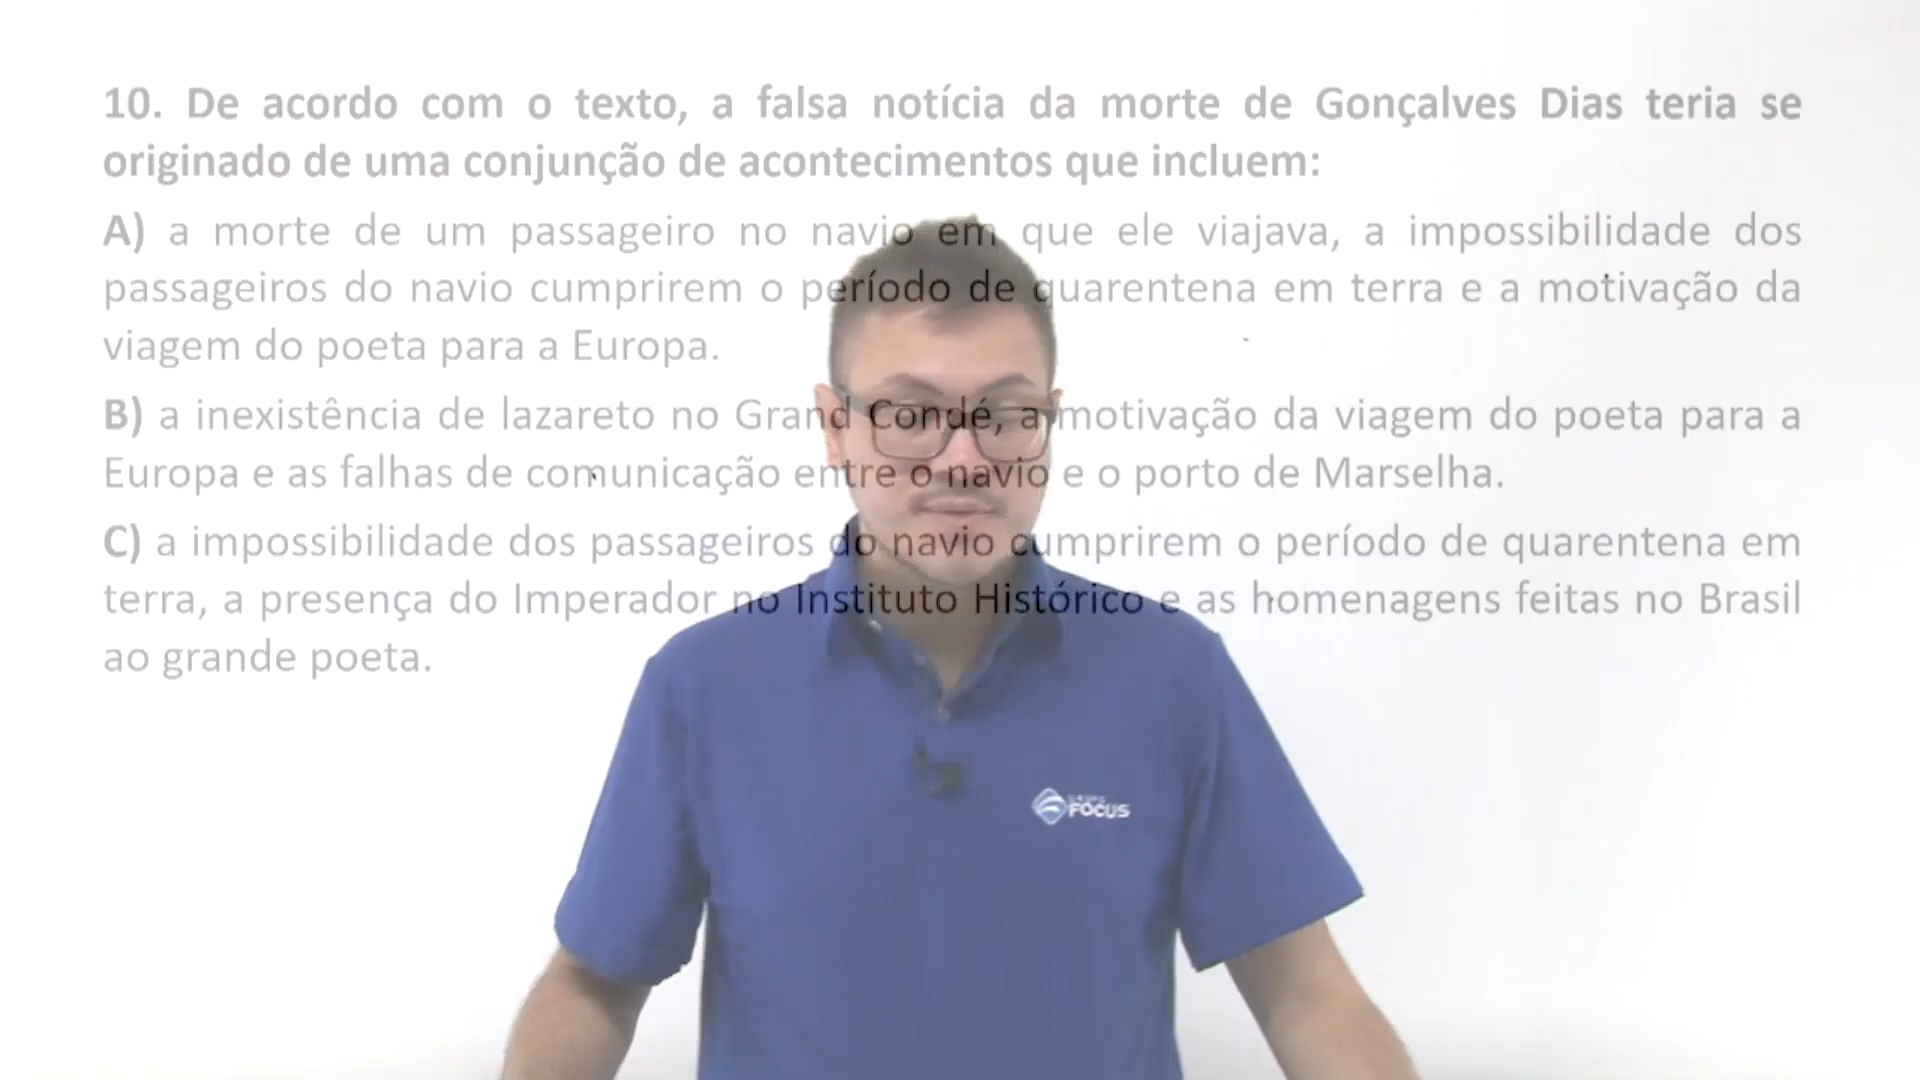 10. De acordo com o texto, a falsa notícia da morte de Gonçalves Dias teria se
originado de uma conjunção de acontecimentos que incluem:
A) a morte de um passageiro no navio em que ele viajava, a impossibilidade dos
passageiros do navio cumprirem o período de quarentena em terra e a motivação da
viagem do poeta para a Europa.
B) a inexistência de lazareto no Grand Condé, a motivação da viagem do poeta para a
Europa e as falhas de comunicação entre o navio e o porto de Marselha.
C) a impossibilidade dos passageiros do navio cumprirem o período de quarentena em
terra, a presença do Imperador no Instituto Histórico e as homenagens feitas no Brasil
ao grande poeta.
GRUPO
FOCUS